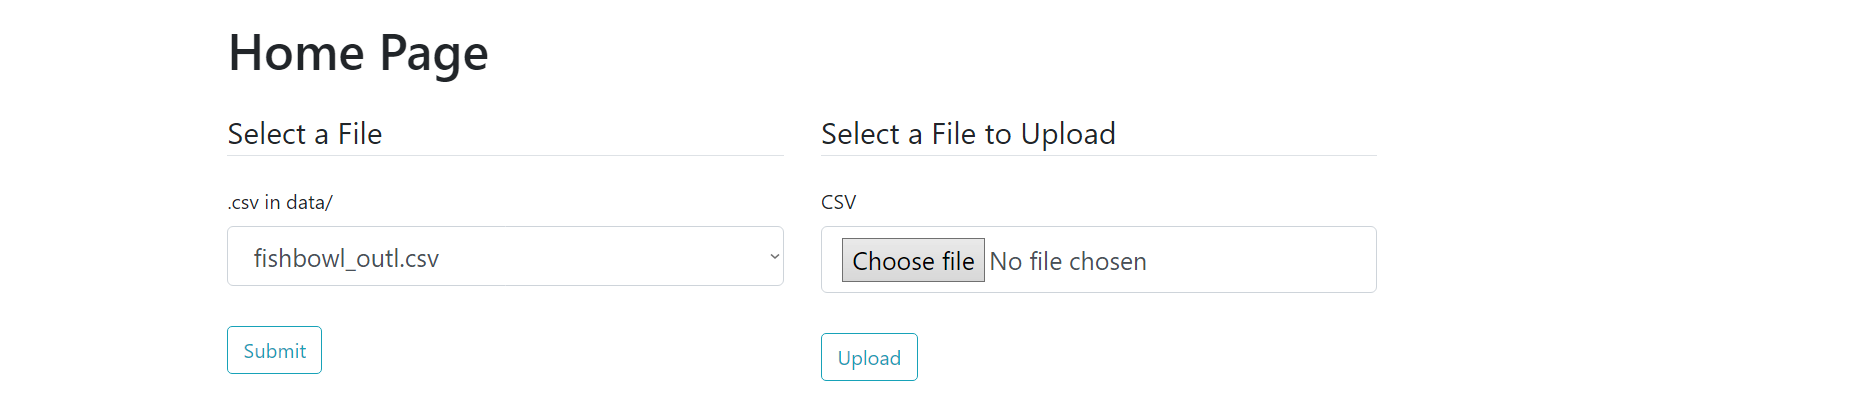 Home Page
Select a File
.csv in data/
fishbowl_outl.csv
Submit
Select a File to Upload
CSV
Choose file No file chosen
Upload